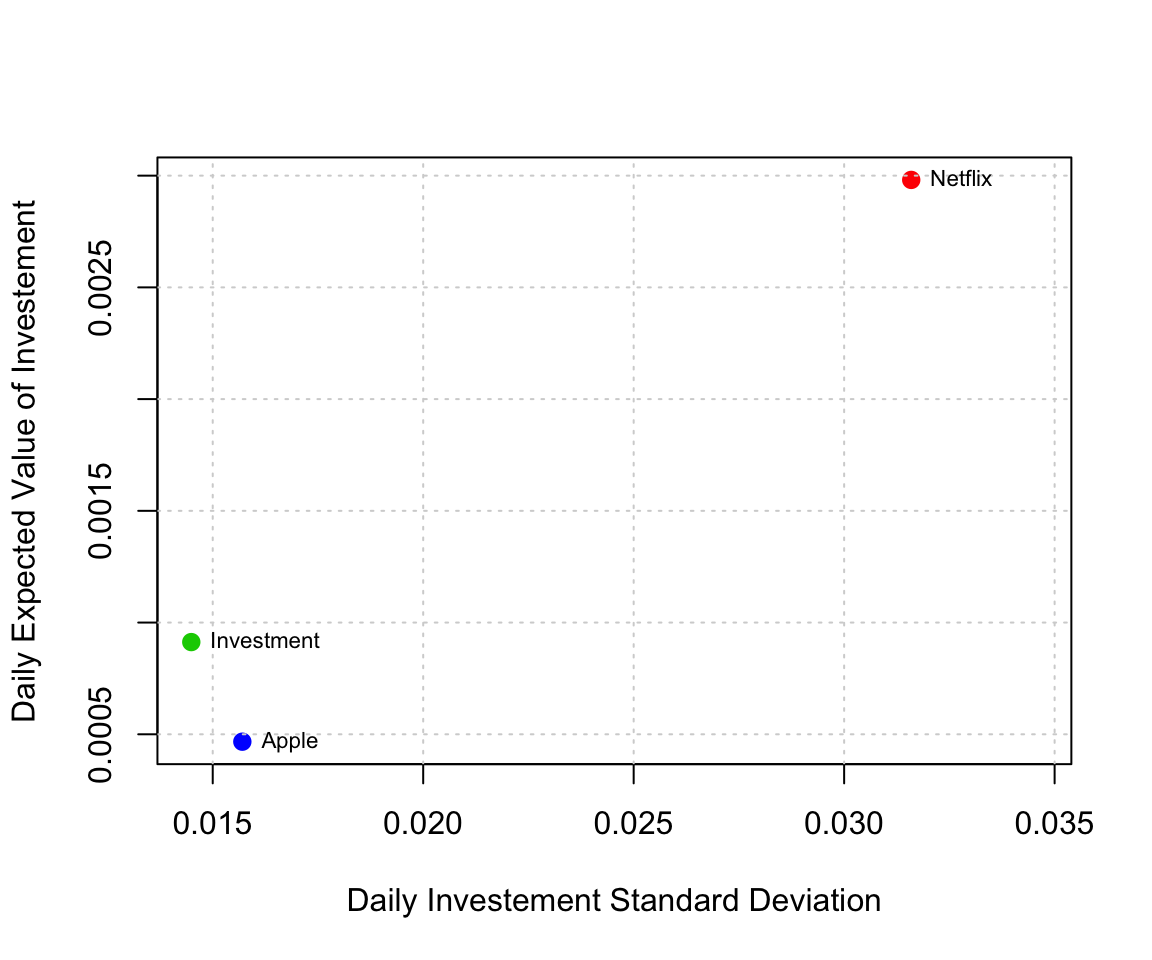 Daily Expected Value of Investement
0.0025
0.0015
0.0005
Netflix
Investment
Apple
0.015 0.020 0.025 0.030 0.035
Daily Investement Standard Deviation